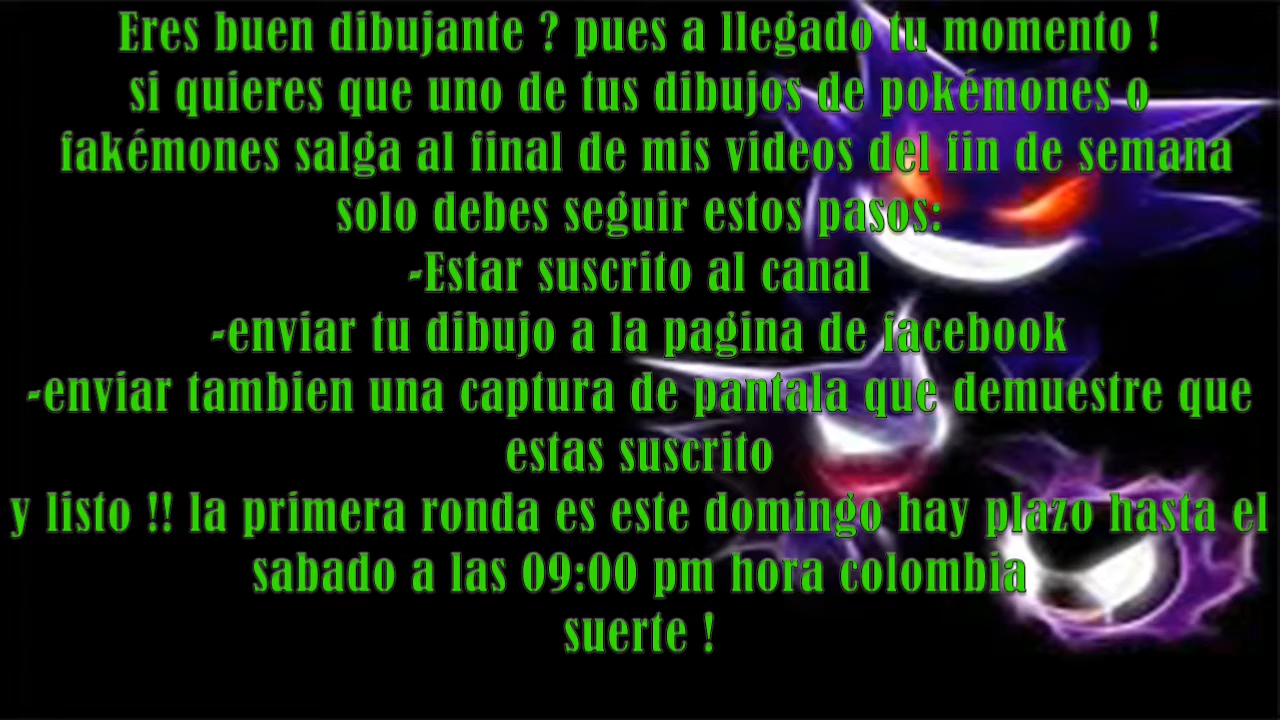 Eres buen dibujante ? pues a llegado tu momento !
si quieres que uno de tus dibujos de pokémones o
fakémones salga al final de mis videos del fin de semana
solo debes seguir estos pasos:
-Estar suscrito al canal
-enviar tu dibujo a la pagina de facebook
-enviar tambien una captura de pantala que demuestre que
estas suscrito
y listo !! la primera ronda es este domingo hay plazo hasta el
sabado a las 09:00 pm hora colombia
suerte !